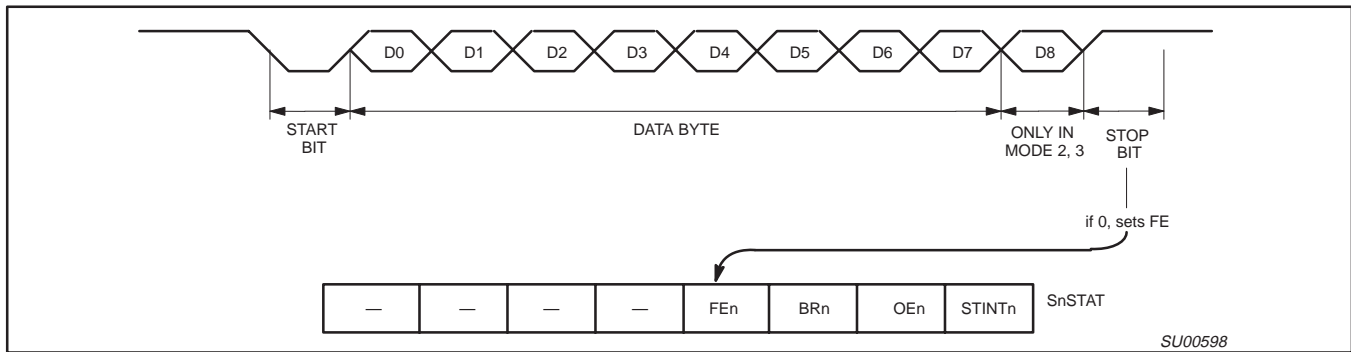 D0 D1 D2 D3 D4 D5 D6 D7 D8
START
BIT
DATA BYTE
ONLY IN
MODE 2, 3
STOP
BIT
if 0, sets FE
— — — — FEn BRn OEn STINTn SnSTAT
SU00598